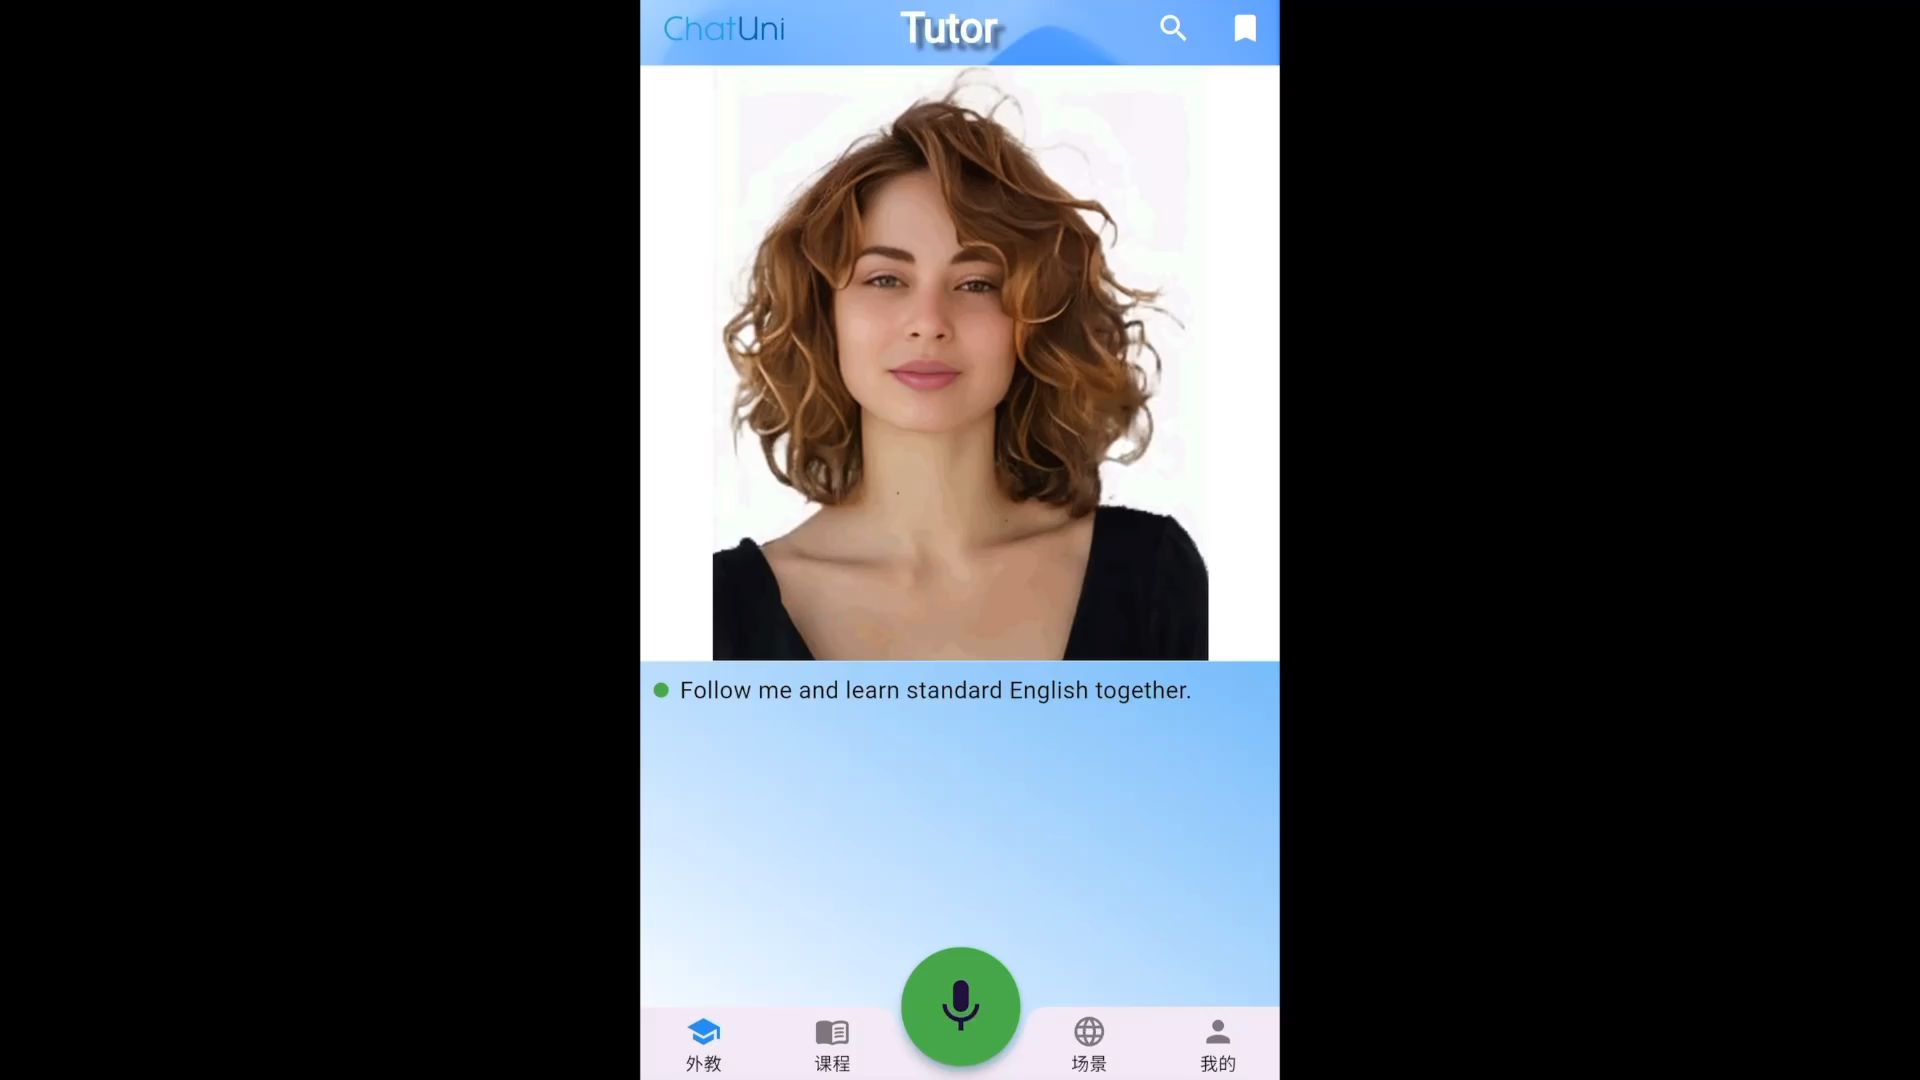 ChatUni
Tutor
Follow me and learn standard English together.
外教
课程
场景
我的